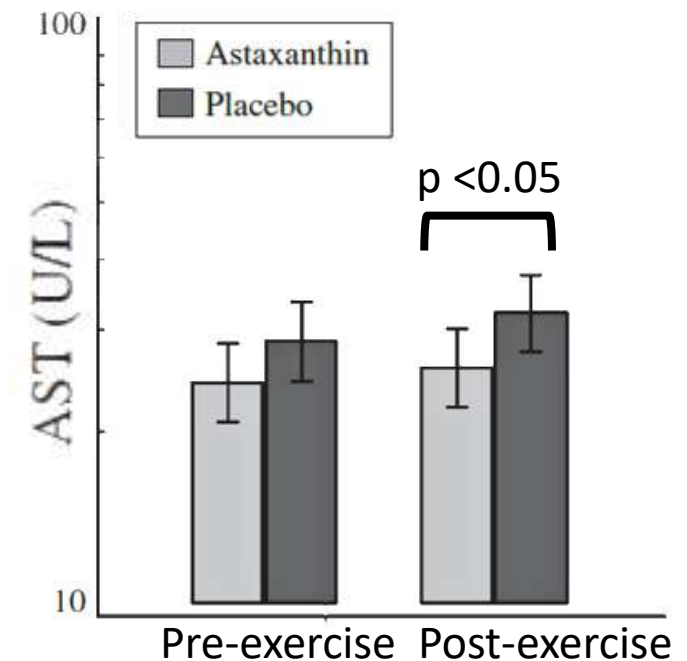 100
Astaxanthin
Placebo
p <0.05
AST (U/L)
10
Pre-exercise Post-exercise